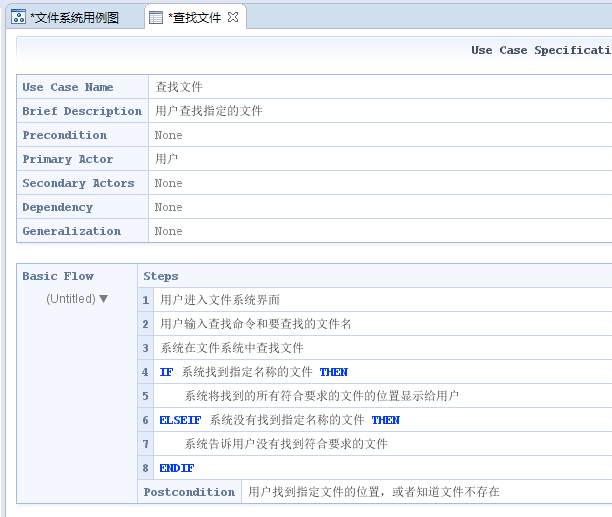 *文件系统用例图 *查找文件
Use Case Specificati
Use Case Name 查找文件
Brief Description 用户查找指定的文件
Precondition None
Primary Actor 用户
Secondary Actors None
Dependency None
Generalization None
Basic Flow Steps
(Untitled) ▼ 1 用户进入文件系统界面
2 用户输入查找命令和要查找的文件名
3 系统在文件系统中查找文件
4 IF 系统找到指定名称的文件 THEN
5 系统将找到的所有符合要求的文件的位置显示给用户
6 ELSEIF 系统没有找到指定名称的文件 THEN
7 系统告诉用户没有找到符合要求的文件
8 ENDIF
Postcondition 用户找到指定文件的位置，或者知道文件不存在